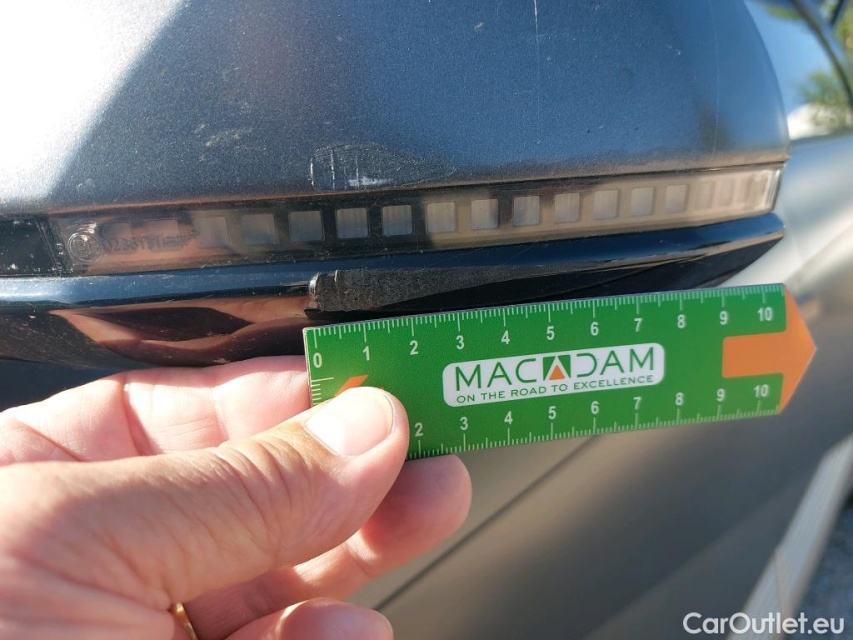 0 1 2 3 4 5 6 7 8 9 10
MACADAM
ON THE ROAD TO EXCELLENCE
2 3 4 5 6 7 8 9 10
CarOutlet.eu